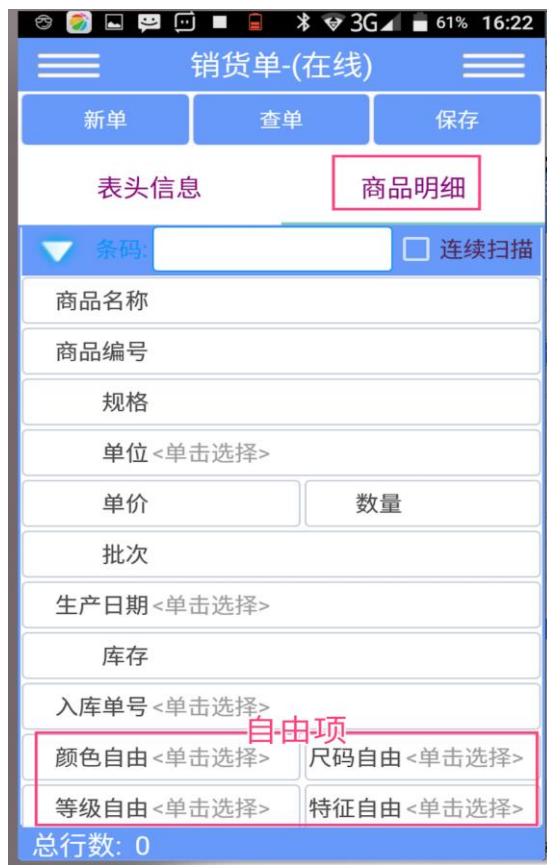 3G 61% 16:22
销货单-(在线)
新单 查单 保存
表头信息 商品明细
条码: 连续扫描
商品名称
商品编号
规格
单位 <单击选择>
单价 数量
批次
生产日期 <单击选择>
库存
入库单号 <单击选择>
自由项
颜色自由 <单击选择> 尺码自由 <单击选择>
等级自由 <单击选择> 特征自由 <单击选择>
总行数: 0